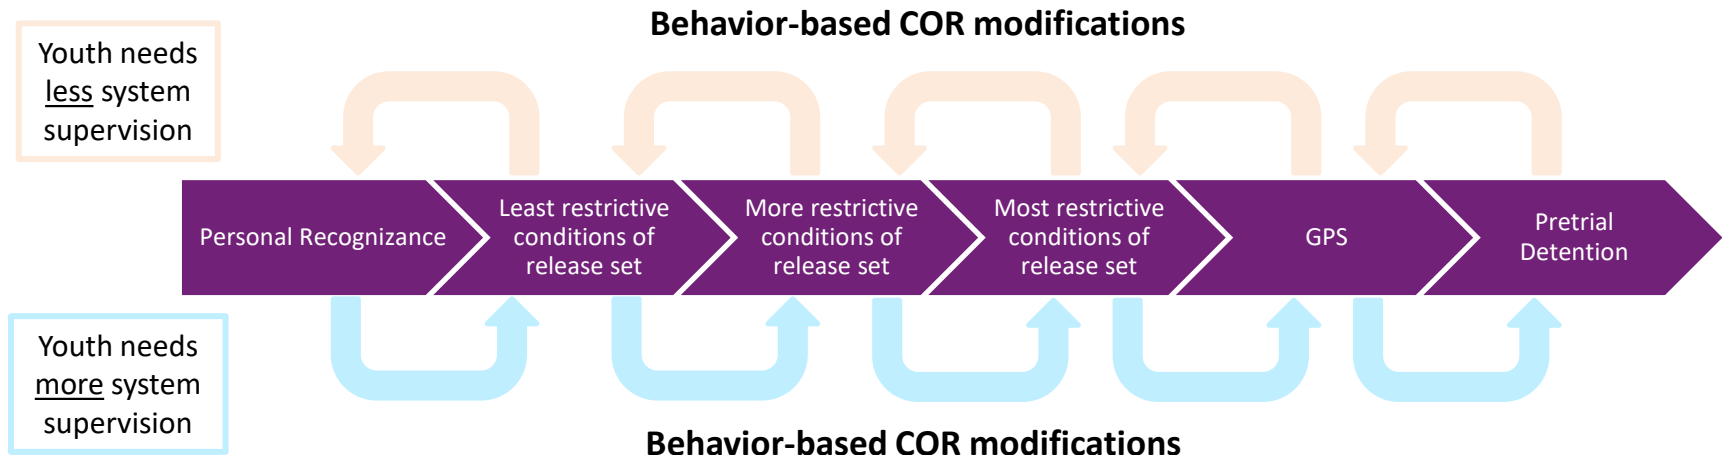 Behavior-based COR modifications
Youth needs
less system
supervision
Personal Recognizance
Least restrictive
conditions of
release set
More restrictive
conditions of
release set
Most restrictive
conditions of
release set
GPS
Pretrial
Detention
Youth needs
more system
supervision
Behavior-based COR modifications